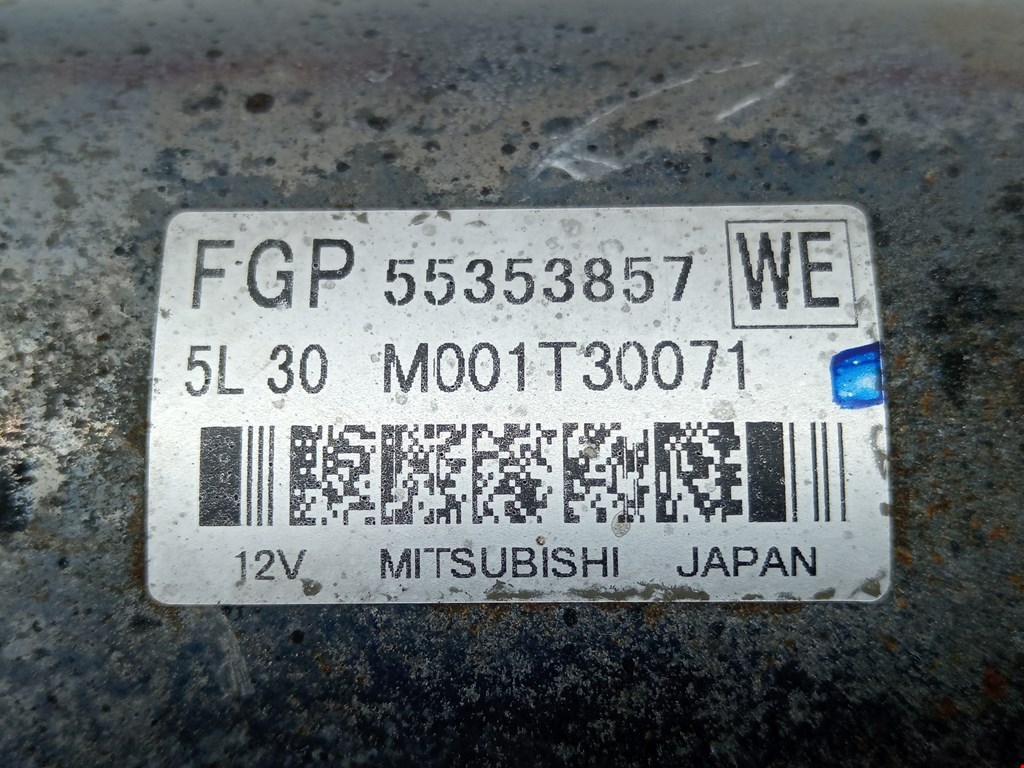 FGP 55353857 WE
5L 30 M001T30071
12V MITSUBISHI JAPAN